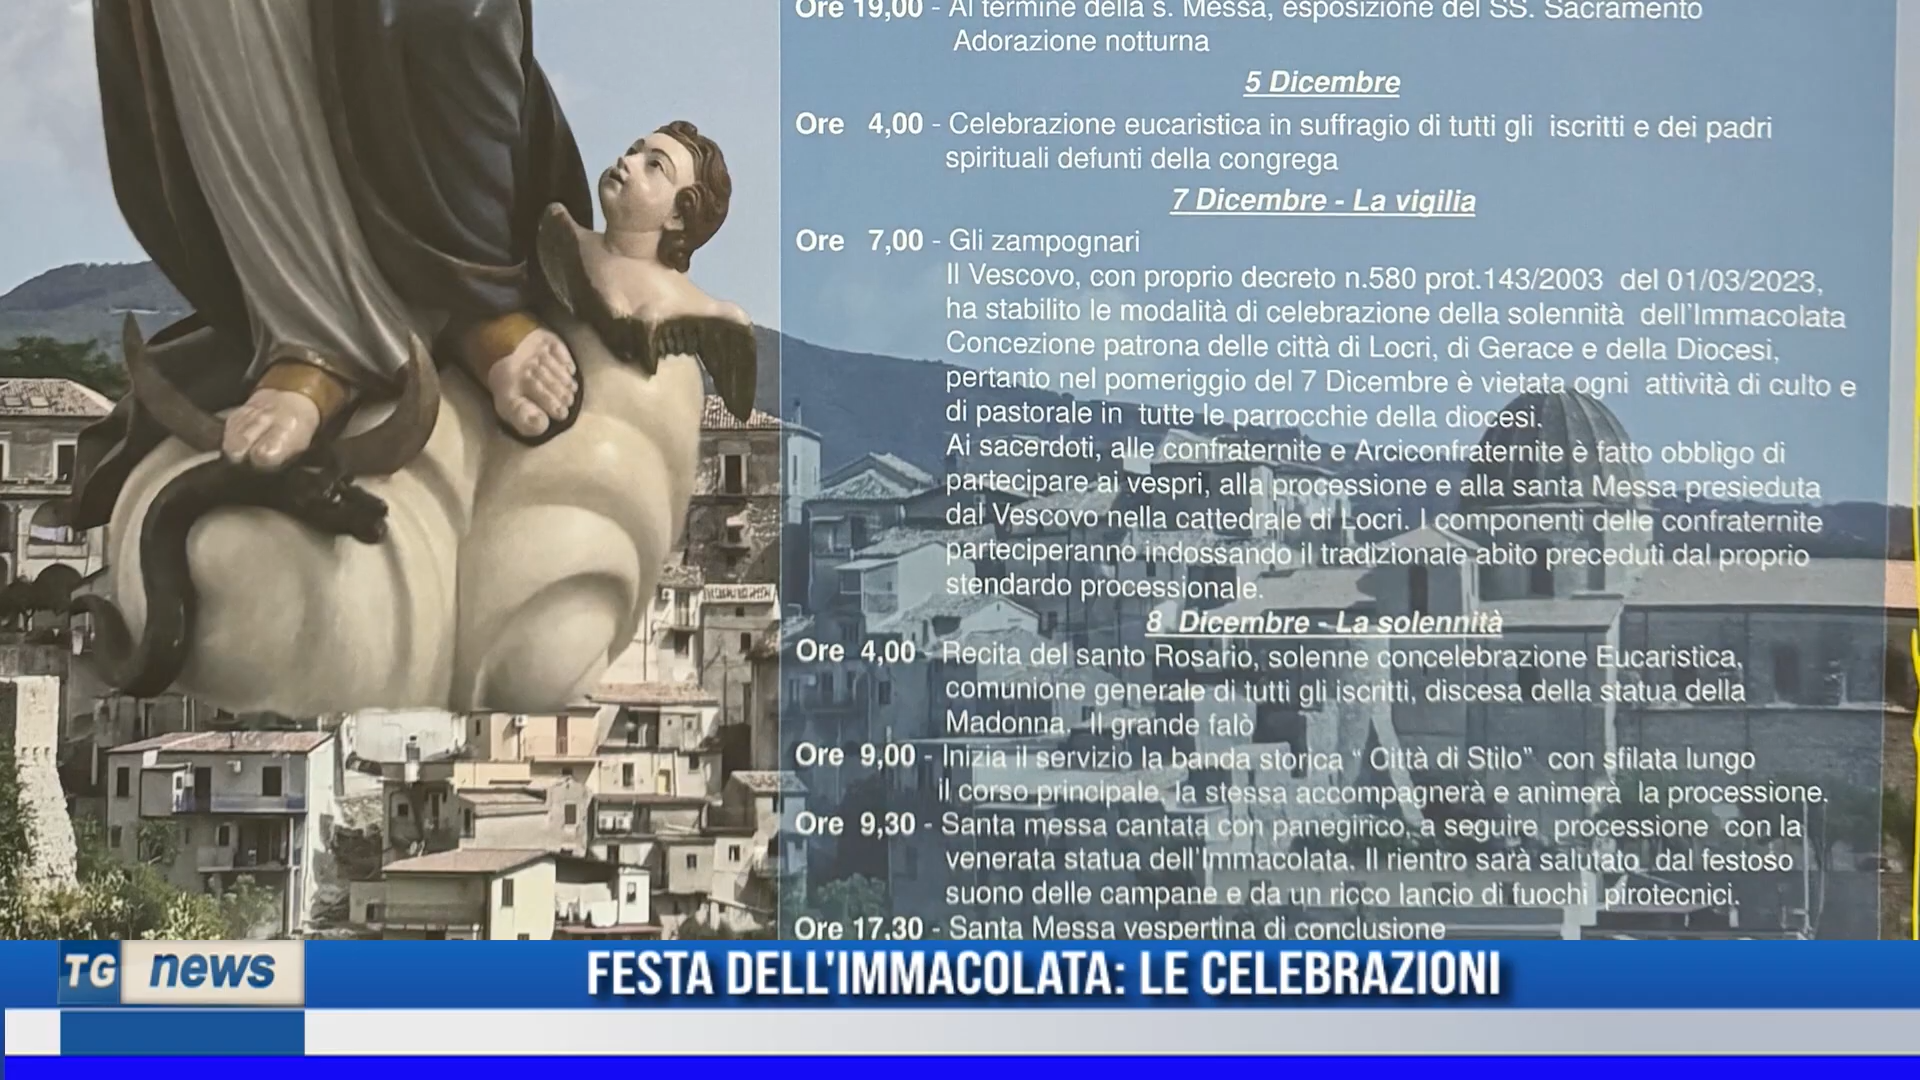 Ore 19,00 - Al termine della s. Messa, esposizione del SS. Sacramento
Adorazione notturna
5 Dicembre
Ore 4,00 - Celebrazione eucaristica in suffragio di tutti gli iscritti e dei padri
spirituali defunti della congrega
7 Dicembre - La vigilia
Ore 7,00 - Gli zampognari
Il Vescovo, con proprio decreto n.580 prot.143/2003 del 01/03/2023,
ha stabilito le modalità di celebrazione della solennità dell'Immacolata
Concezione patrona delle città di Locri, di Gerace e della Diocesi,
pertanto nel pomeriggio del 7 Dicembre è vietata ogni attività di culto e
di pastorale in tutte le parrocchie della diocesi.
Ai sacerdoti, alle confraternite e Arciconfraternite è fatto obbligo di
partecipare ai vespri, alla processione e alla santa Messa presieduta
dal Vescovo nella cattedrale di Locri. I componenti delle confraternite
parteciperanno indossando il tradizionale abito preceduti dal proprio
stendardo processionale.
8 Dicembre - La solennità
Ore 4,00 - Recita del santo Rosario, solenne concelebrazione Eucaristica,
comunione generale di tutti gli iscritti, discesa della statua della
Madonna. Il grande falò
Ore 9,00 - Inizia il servizio la banda storica “ Città di Stilo” con sfilata lungo
il corso principale, la stessa accompagnerà e animerà la processione.
Ore 9,30 - Santa messa cantata con panegirico, a seguire processione con la
venerata statua dell'Immacolata. Il rientro sarà salutato dal festoso
suono delle campane e da un ricco lancio di fuochi pirotecnici.
Ore 17,30 - Santa Messa vespertina di conclusione
TG news
FESTA DELL'IMMACOLATA: LE CELEBRAZIONI